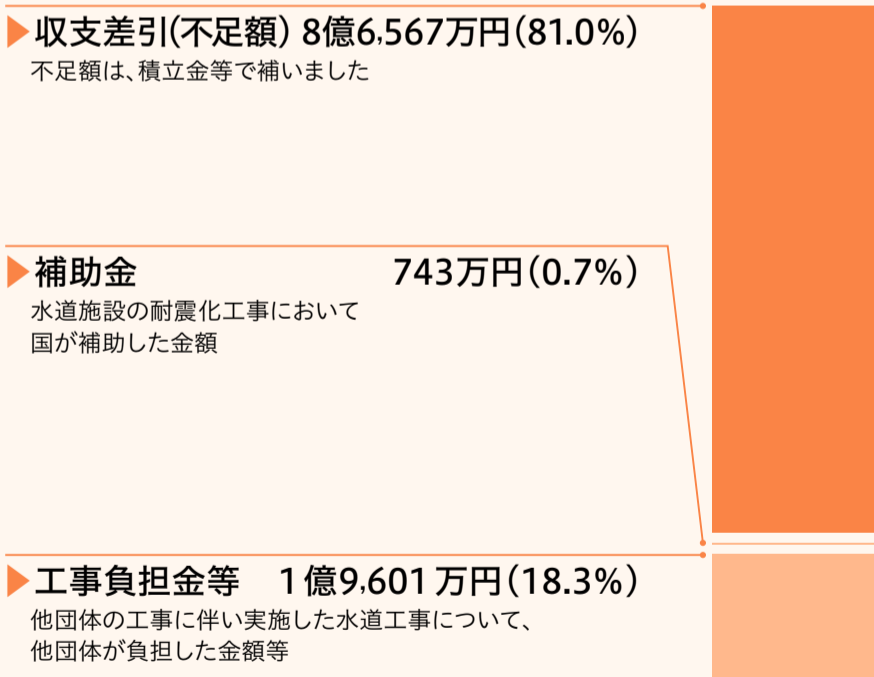 ▶収支差引(不足額) 8億6,567万円(81.0%)
不足額は、積立金等で補いました
▶補助金 743万円(0.7%)
水道施設の耐震化工事において
国が補助した金額
▶工事負担金等 1億9,601万円(18.3%)
他団体の工事に伴い実施した水道工事について、
他団体が負担した金額等